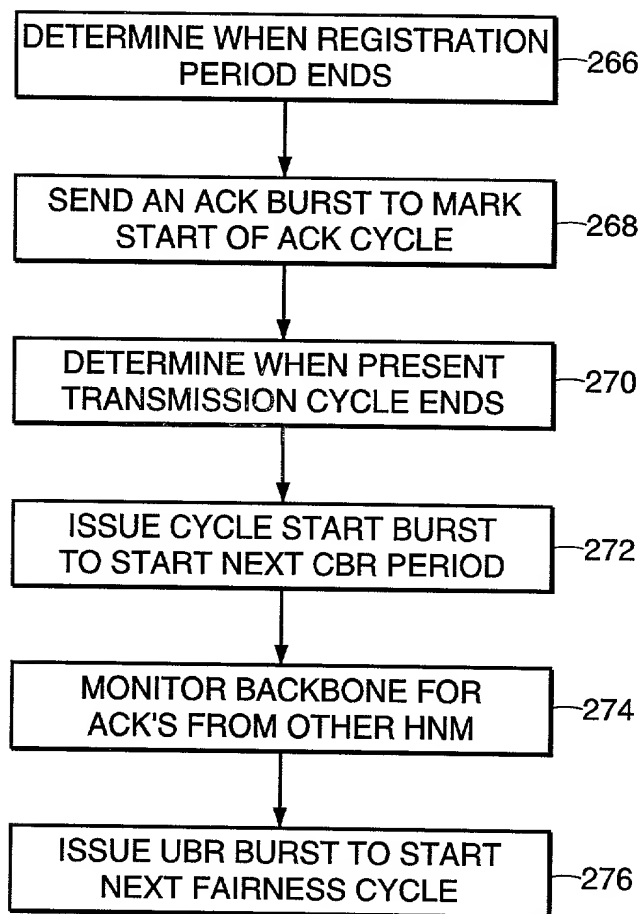 DETERMINE WHEN REGISTRATION
PERIOD ENDS
266
SEND AN ACK BURST TO MARK
START OF ACK CYCLE
268
DETERMINE WHEN PRESENT
TRANSMISSION CYCLE ENDS
270
ISSUE CYCLE START BURST
TO START NEXT CBR PERIOD
272
MONITOR BACKBONE FOR
ACK'S FROM OTHER HNM
274
ISSUE UBR BURST TO START
NEXT FAIRNESS CYCLE
276